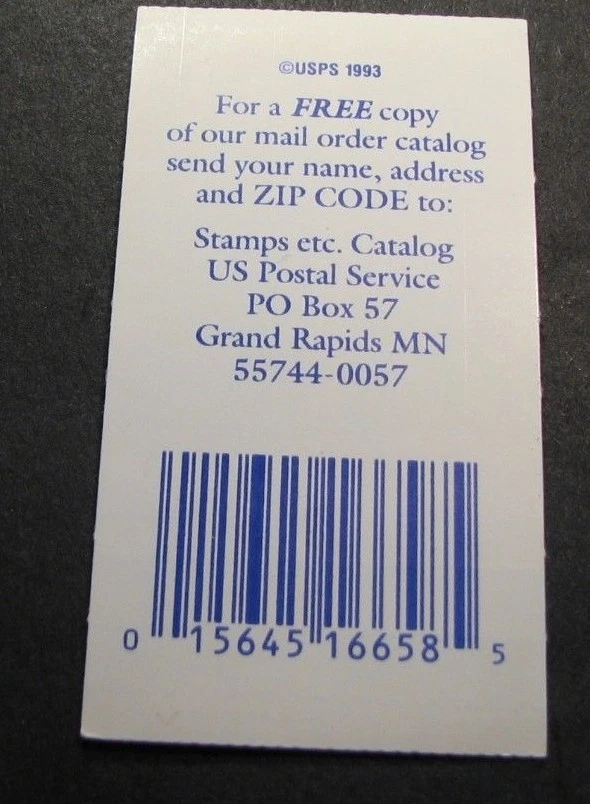 ©USPS 1993
For a FREE copy
of our mail order catalog
send your name, address
and ZIP CODE to:
Stamps etc. Catalog
US Postal Service
PO Box 57
Grand Rapids MN
55744-0057
0 15645 16658 5